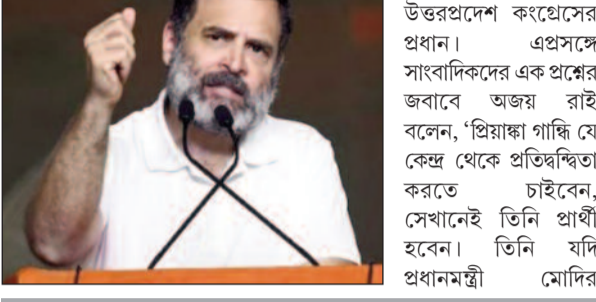 উত্তরপ্রদেশ কংগ্রেসের
প্রধান। এপ্রসঙ্গে
সাংবাদিকদের এক প্রশ্নের
জবাবে অজয় রাই
বলেন, ‘প্রিয়াঙ্কা গান্ধি যে
কেন্দ্র থেকে প্রতিদ্বন্দ্বিতা
করতে চাইবেন,
সেখানেই তিনি প্রার্থী
হবেন। তিনি যদি
প্রধানমন্ত্রী মোদির